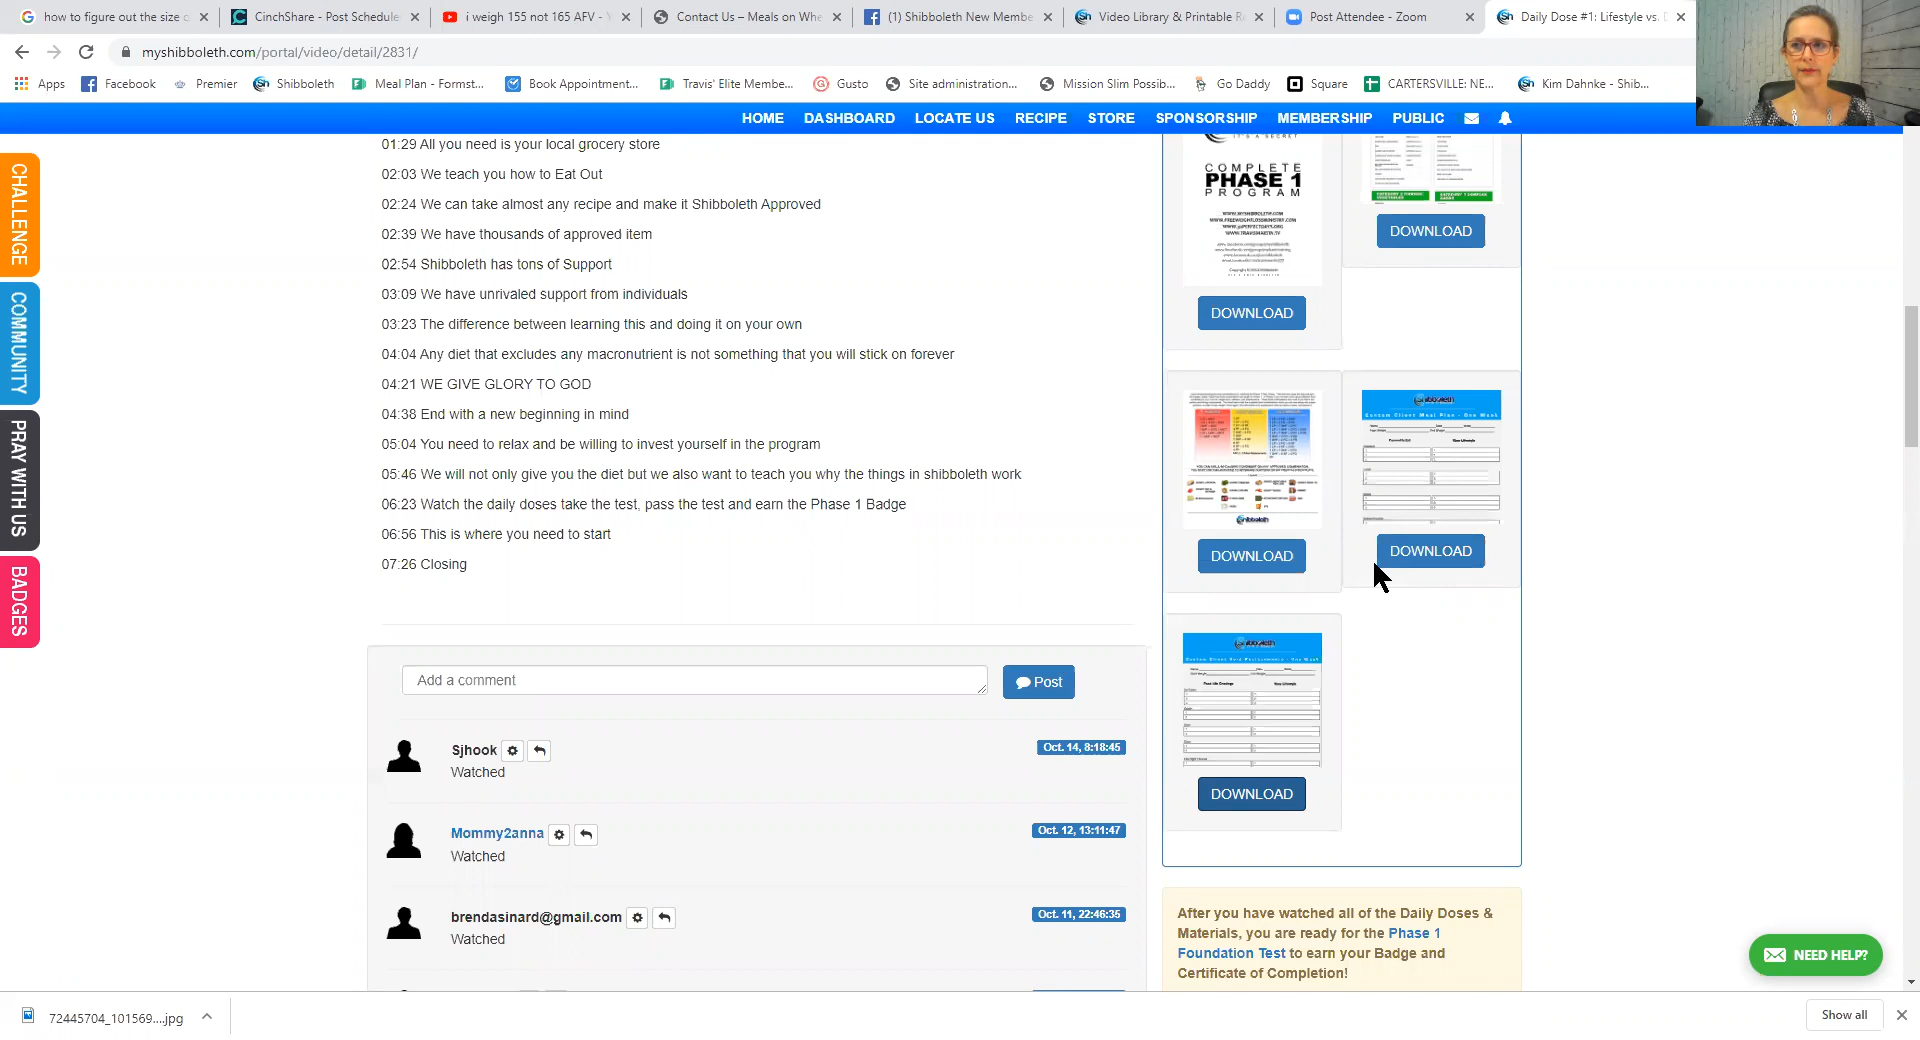 how to figure out the size o
CinchShare - Post Schedule
i weigh 155 not 165 AFV - Y
Contact Us – Meals on Whe
(1) Shibboleth New Membe
Video Library & Printable R
Post Attendee - Zoom
Daily Dose #1: Lifestyle vs. D
myshibboleth.com/portal/video/detail/2831/
Apps
Facebook
Premier
Shibboleth
Meal Plan - Formst...
Book Appointment...
Travis' Elite Membe...
Gusto
Site administration...
Mission Slim Possib...
Go Daddy
Square
CARTERSVILLE: NE...
Kim Dahnke - Shib...
HOME
DASHBOARD
LOCATE US
RECIPE
STORE
SPONSORSHIP
MEMBERSHIP
PUBLIC
CHALLENGE
COMMUNITY
PRAY WITH US
BADGES
01:29 All you need is your local grocery store
02:03 We teach you how to Eat Out
02:24 We can take almost any recipe and make it Shibboleth Approved
02:39 We have thousands of approved item
02:54 Shibboleth has tons of Support
03:09 We have unrivaled support from individuals
03:23 The difference between learning this and doing it on your own
04:04 Any diet that excludes any macronutrient is not something that you will stick on forever
04:21 WE GIVE GLORY TO GOD
04:38 End with a new beginning in mind
05:04 You need to relax and be willing to invest yourself in the program
05:46 We will not only give you the diet but we also want to teach you why the things in shibboleth work
06:23 Watch the daily doses take the test, pass the test and earn the Phase 1 Badge
06:56 This is where you need to start
07:26 Closing
Add a comment
Post
Sjhook
Oct. 14, 8:18:45
Watched
Mommy2anna
Oct. 12, 13:11:47
Watched
brendasinard@gmail.com
Oct. 11, 22:46:35
Watched
IT'S A SECRET
COMPLETE
PHASE 1
PROGRAM
WWW.MYSHIBBOLETH.COM
DOWNLOAD
DOWNLOAD
Shibboleth
DOWNLOAD
Shibboleth
Custom Client Meal Plan - One Week
DOWNLOAD
Shibboleth
DOWNLOAD
After you have watched all of the Daily Doses &
Materials, you are ready for the Phase 1
Foundation Test to earn your Badge and
Certificate of Completion!
NEED HELP?
72445704_101569....jpg
Show all